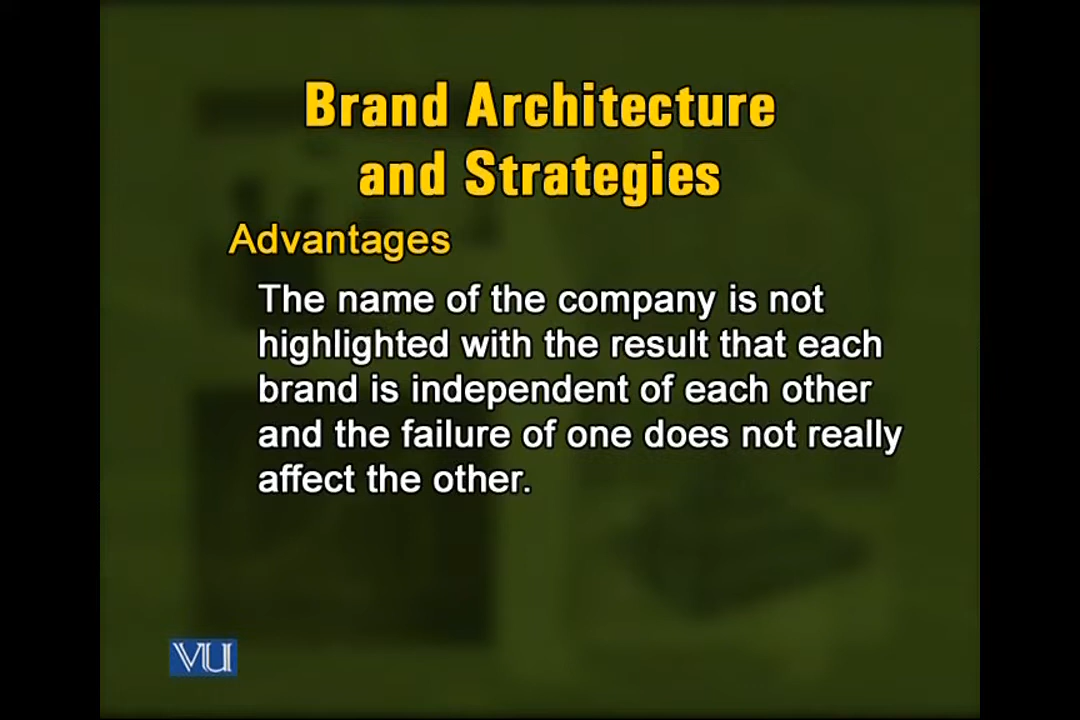 Brand Architecture
and Strategies
Advantages
The name of the company is not
highlighted with the result that each
brand is independent of each other
and the failure of one does not really
affect the other.
VU